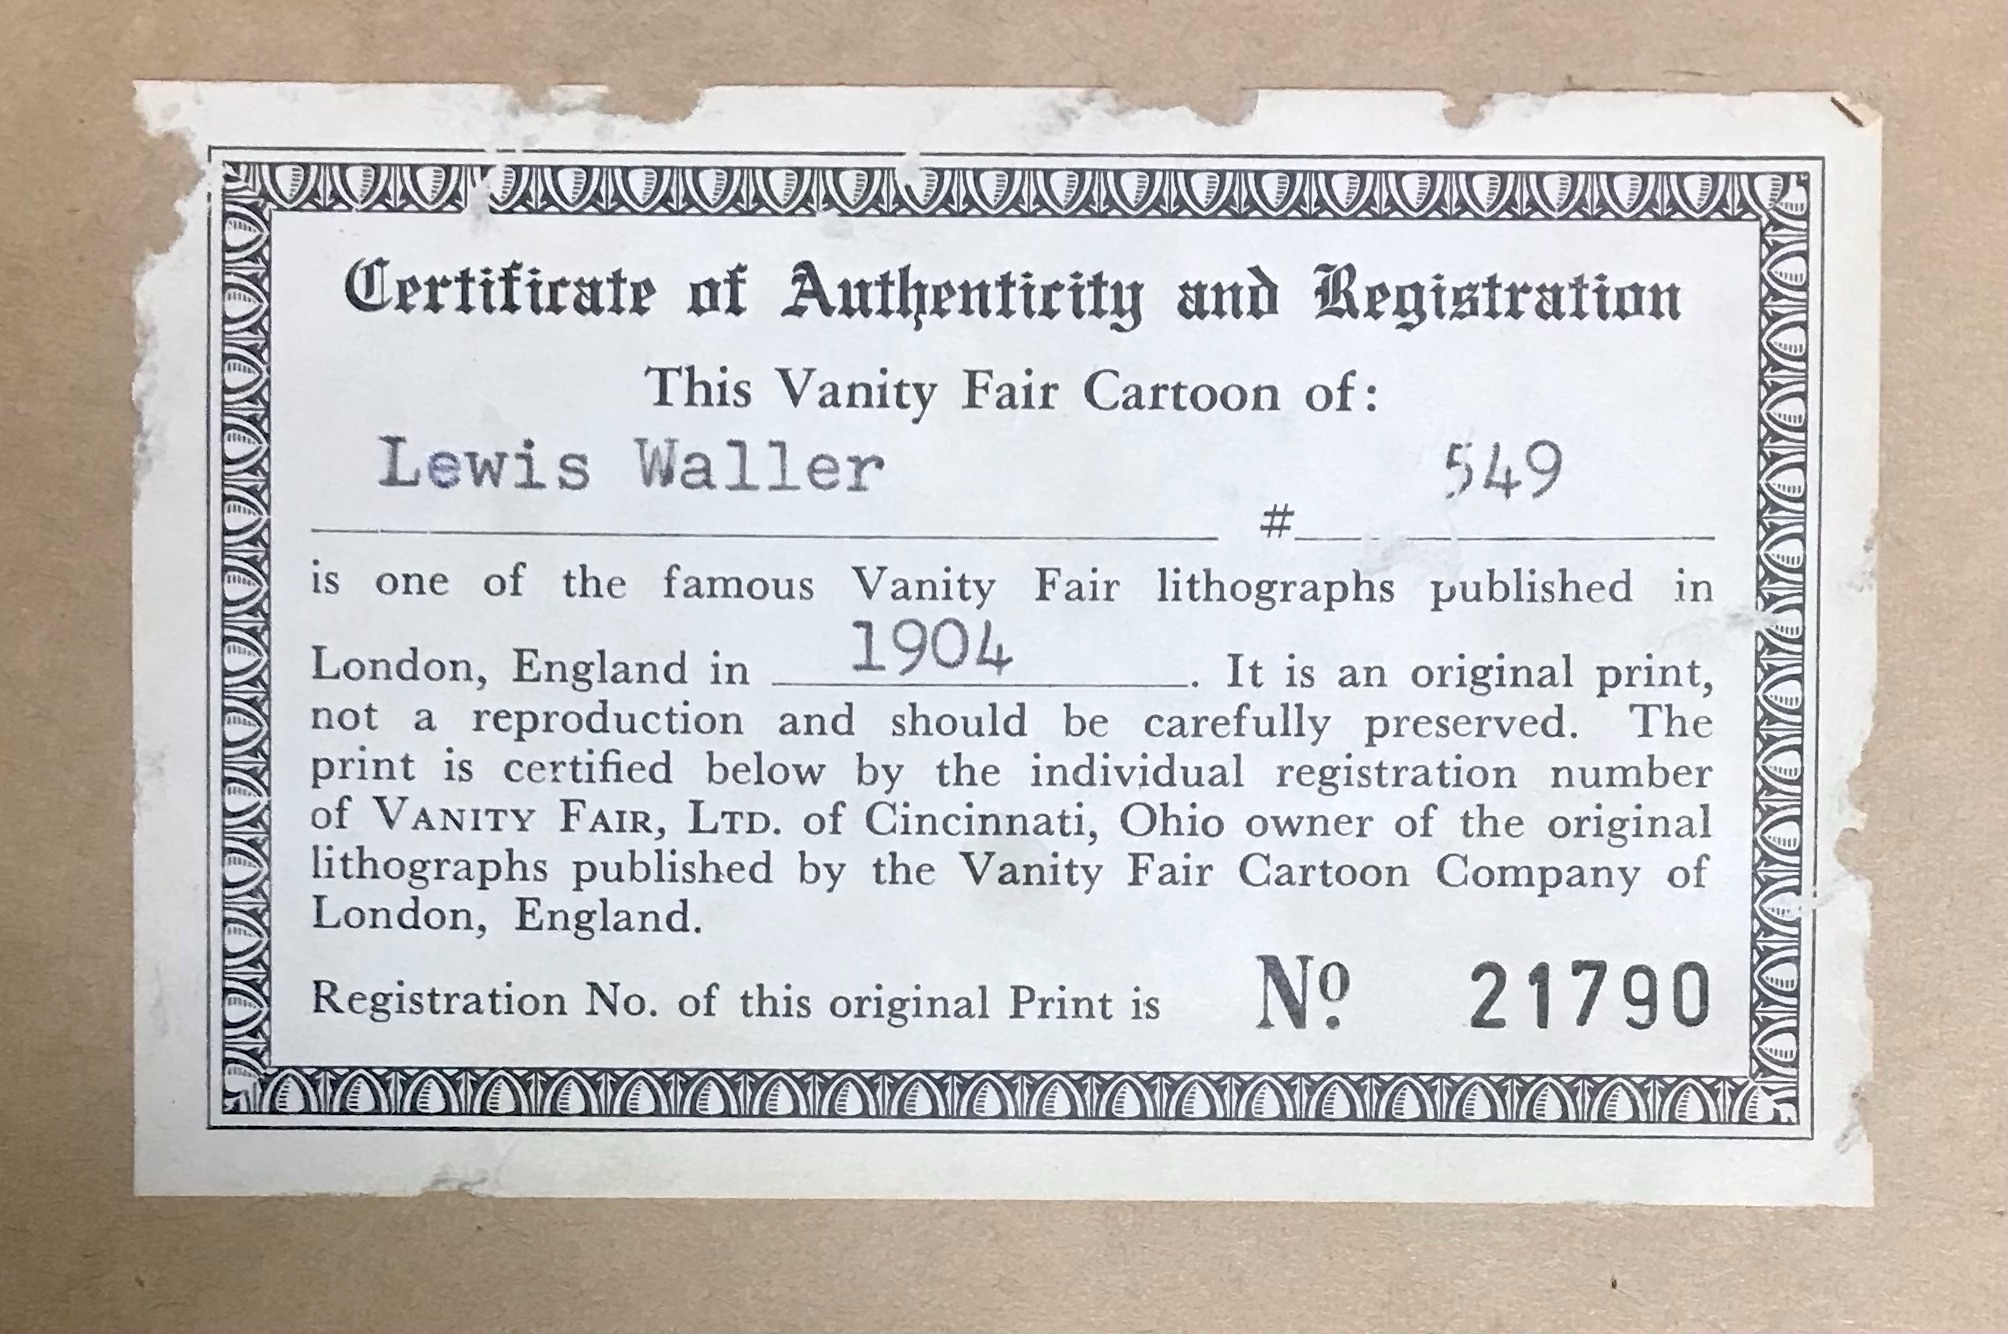 Certificate of Authenticity and Registration
This Vanity Fair Cartoon of:
Lewis Waller # 549
is one of the famous Vanity Fair lithographs published in
London, England in 1904. It is an original print,
not a reproduction and should be carefully preserved. The
print is certified below by the individual registration number
of VANITY FAIR, LTD. of Cincinnati, Ohio owner of the original
lithographs published by the Vanity Fair Cartoon Company of
London, England.
Registration No. of this original Print is Nº 21790